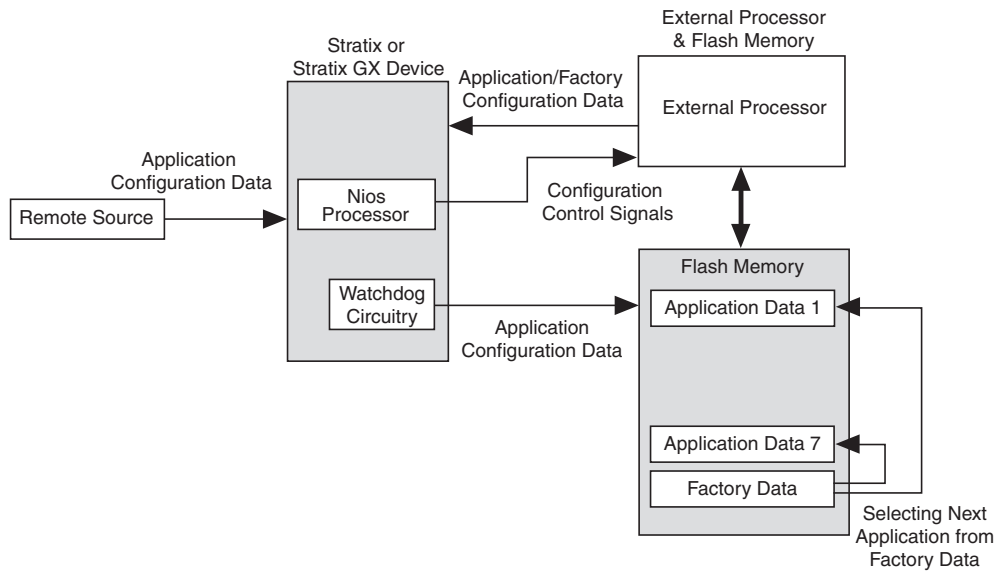 External Processor
& Flash Memory
Stratix or
Stratix GX Device
Application/Factory
Configuration Data
External Processor
Application
Configuration Data
Remote Source
Nios
Processor
Configuration
Control Signals
Flash Memory
Watchdog
Circuitry
Application
Configuration Data
Application Data 1
Application Data 7
Factory Data
Selecting Next
Application from
Factory Data